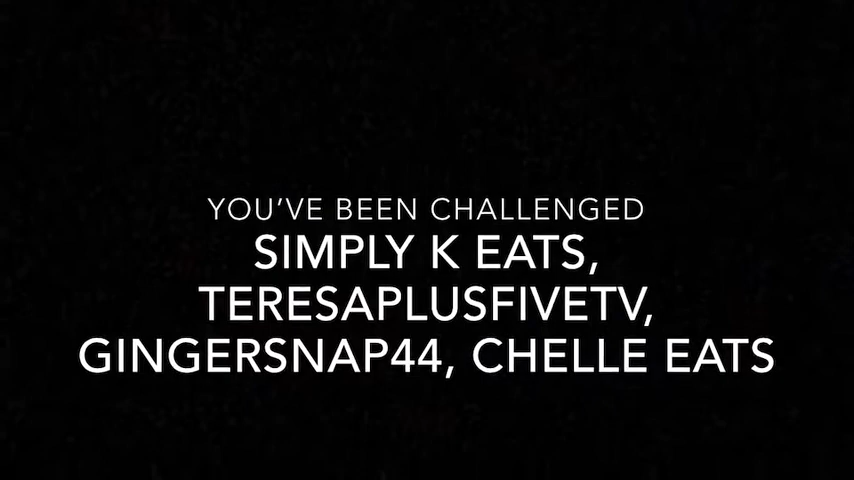 YOU’VE BEEN CHALLENGED
SIMPLY K EATS,
TERESAPLUSFIVETV,
GINGERSNAP44, CHELLE EATS